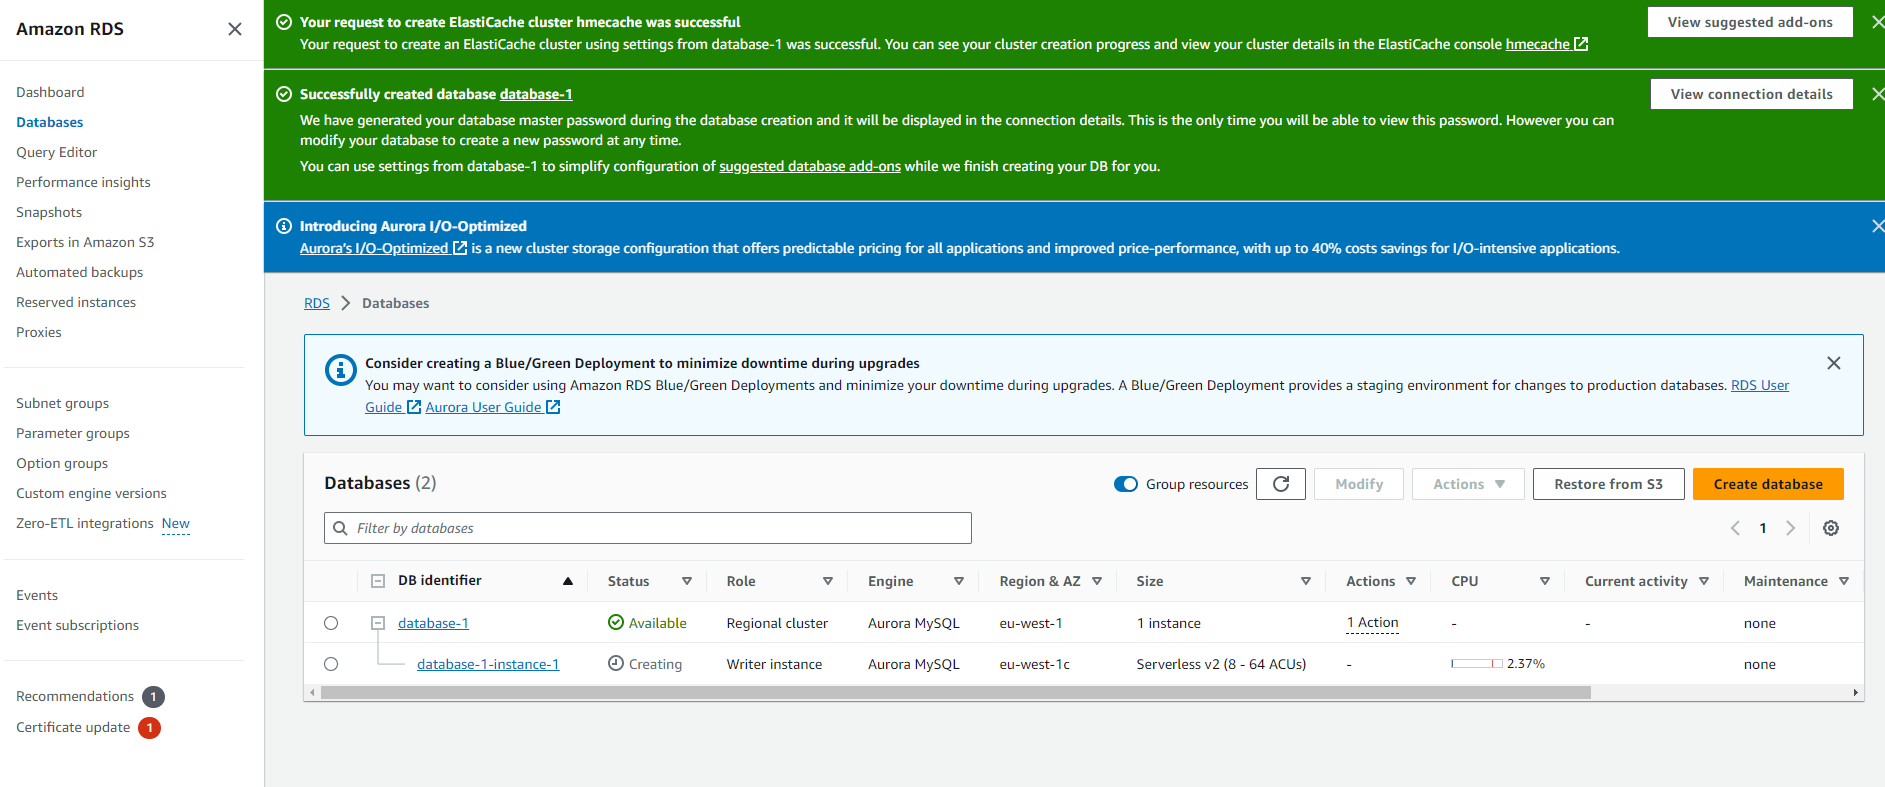 Amazon RDS
Dashboard
Databases
Query Editor
Performance insights
Snapshots
Exports in Amazon S3
Automated backups
Reserved instances
Proxies
Subnet groups
Parameter groups
Option groups
Custom engine versions
Zero-ETL integrations New
Events
Event subscriptions
Recommendations 1
Certificate update 1
Your request to create ElastiCache cluster hmecache was successful
Your request to create an ElastiCache cluster using settings from database-1 was successful. You can see your cluster creation progress and view your cluster details in the ElastiCache console hmecache
View suggested add-ons
Successfully created database database-1
We have generated your database master password during the database creation and it will be displayed in the connection details. This is the only time you will be able to view this password. However you can
modify your database to create a new password at any time.
You can use settings from database-1 to simplify configuration of suggested database add-ons while we finish creating your DB for you.
View connection details
Introducing Aurora I/O-Optimized
Aurora's I/O-Optimized is a new cluster storage configuration that offers predictable pricing for all applications and improved price-performance, with up to 40% costs savings for I/O-intensive applications.
RDS > Databases
Consider creating a Blue/Green Deployment to minimize downtime during upgrades
You may want to consider using Amazon RDS Blue/Green Deployments and minimize your downtime during upgrades. A Blue/Green Deployment provides a staging environment for changes to production databases. RDS User
Guide Aurora User Guide
Databases (2)
Group resources Modify Actions Restore from S3 Create database
Filter by databases
1
DB identifier Status Role Engine Region & AZ Size Actions CPU Current activity Maintenance
database-1 Available Regional cluster Aurora MySQL eu-west-1 1 instance 1 Action - - none
database-1-instance-1 Creating Writer instance Aurora MySQL eu-west-1c Serverless v2 (8 - 64 ACUs) - 2.37% none